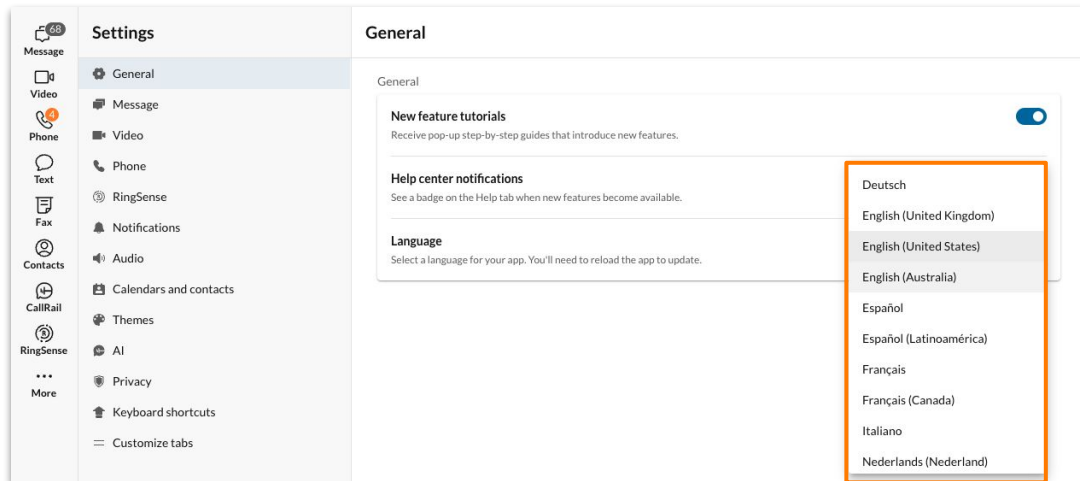 68
Message
Video
4
Phone
Text
Fax
Contacts
CallRail
RingSense
More
Settings
General
Message
Video
Phone
RingSense
Notifications
Audio
Calendars and contacts
Themes
AI
Privacy
Keyboard shortcuts
Customize tabs
General
General
New feature tutorials
Receive pop-up step-by-step guides that introduce new features.
Help center notifications
See a badge on the Help tab when new features become available.
Language
Select a language for your app. You'll need to reload the app to update.
Deutsch
English (United Kingdom)
English (United States)
English (Australia)
Español
Español (Latinoamérica)
Français
Français (Canada)
Italiano
Nederlands (Nederland)